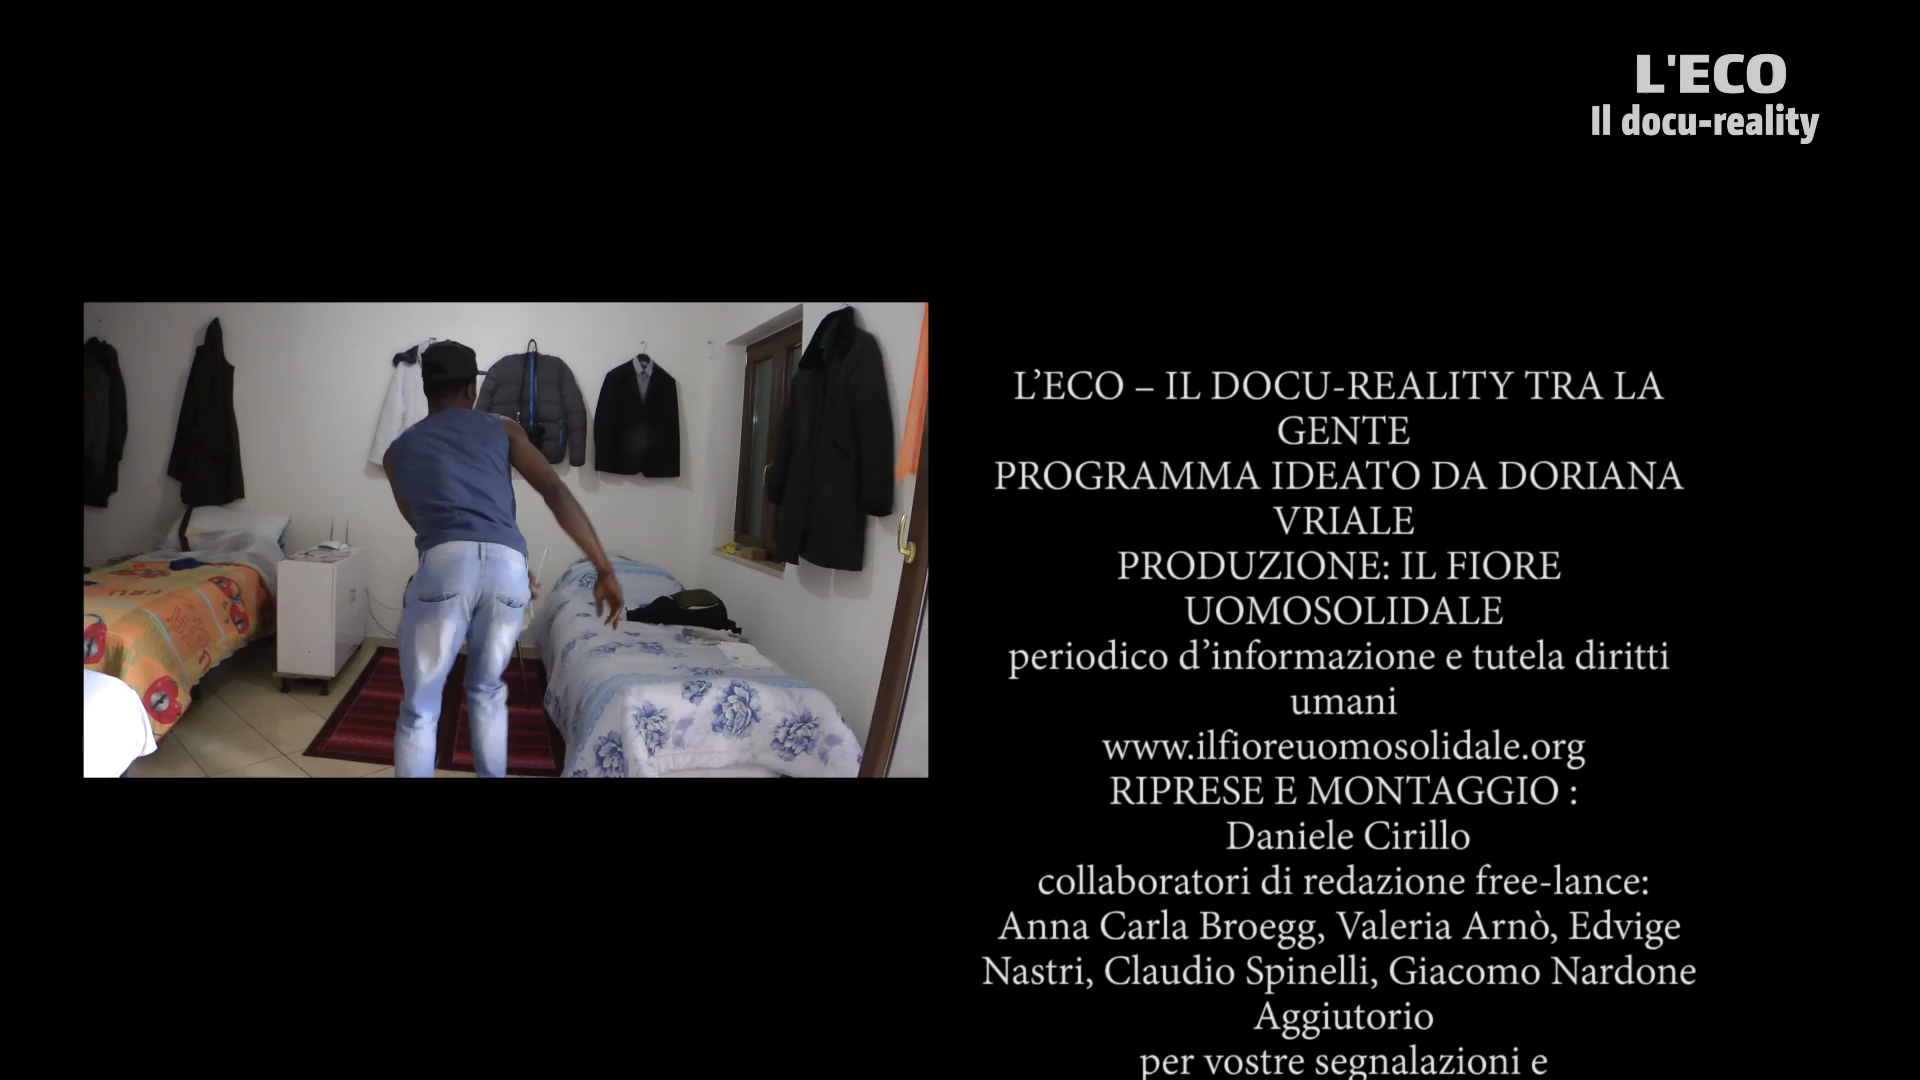 L'ECO
Il docu-reality
L’ECO – IL DOCU-REALITY TRA LA
GENTE
PROGRAMMA IDEATO DA DORIANA
VRIALE
PRODUZIONE: IL FIORE
UOMOSOLIDALE
periodico d’informazione e tutela diritti
umani
www.ilfioreuomosolidale.org
RIPRESE E MONTAGGIO :
Daniele Cirillo
collaboratori di redazione free-lance:
Anna Carla Broegg, Valeria Arnò, Edvige
Nastri, Claudio Spinelli, Giacomo Nardone
Aggiutorio
per vostre segnalazioni e